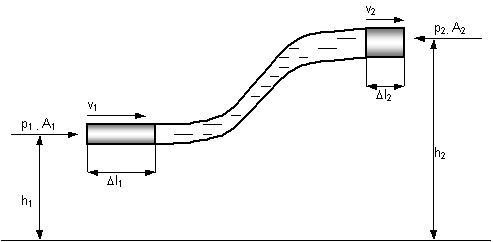 v2
p2, A2
Δl2
v1
p1, A1
Δl1
h1
h2